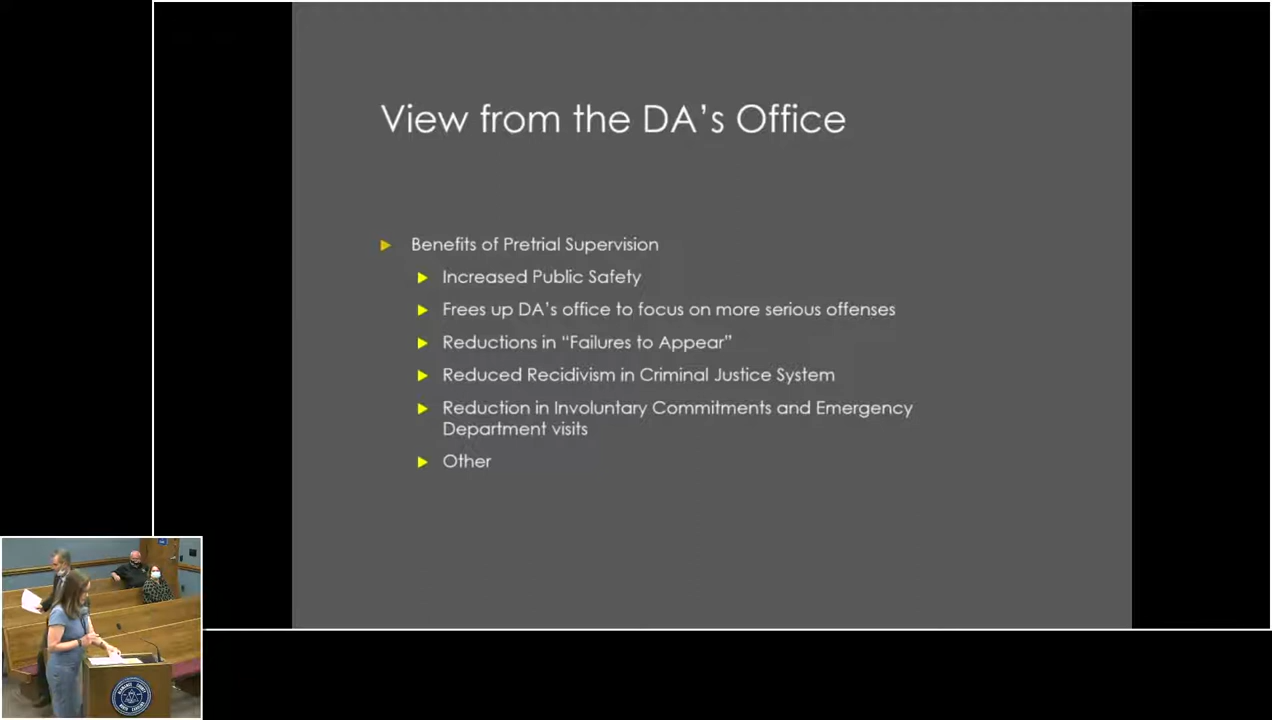 View from the DA's Office
Benefits of Pretrial Supervision
Increased Public Safety
Frees up DA's office to focus on more serious offenses
Reductions in “Failures to Appear”
Reduced Recidivism in Criminal Justice System
Reduction in Involuntary Commitments and Emergency
Department visits
Other